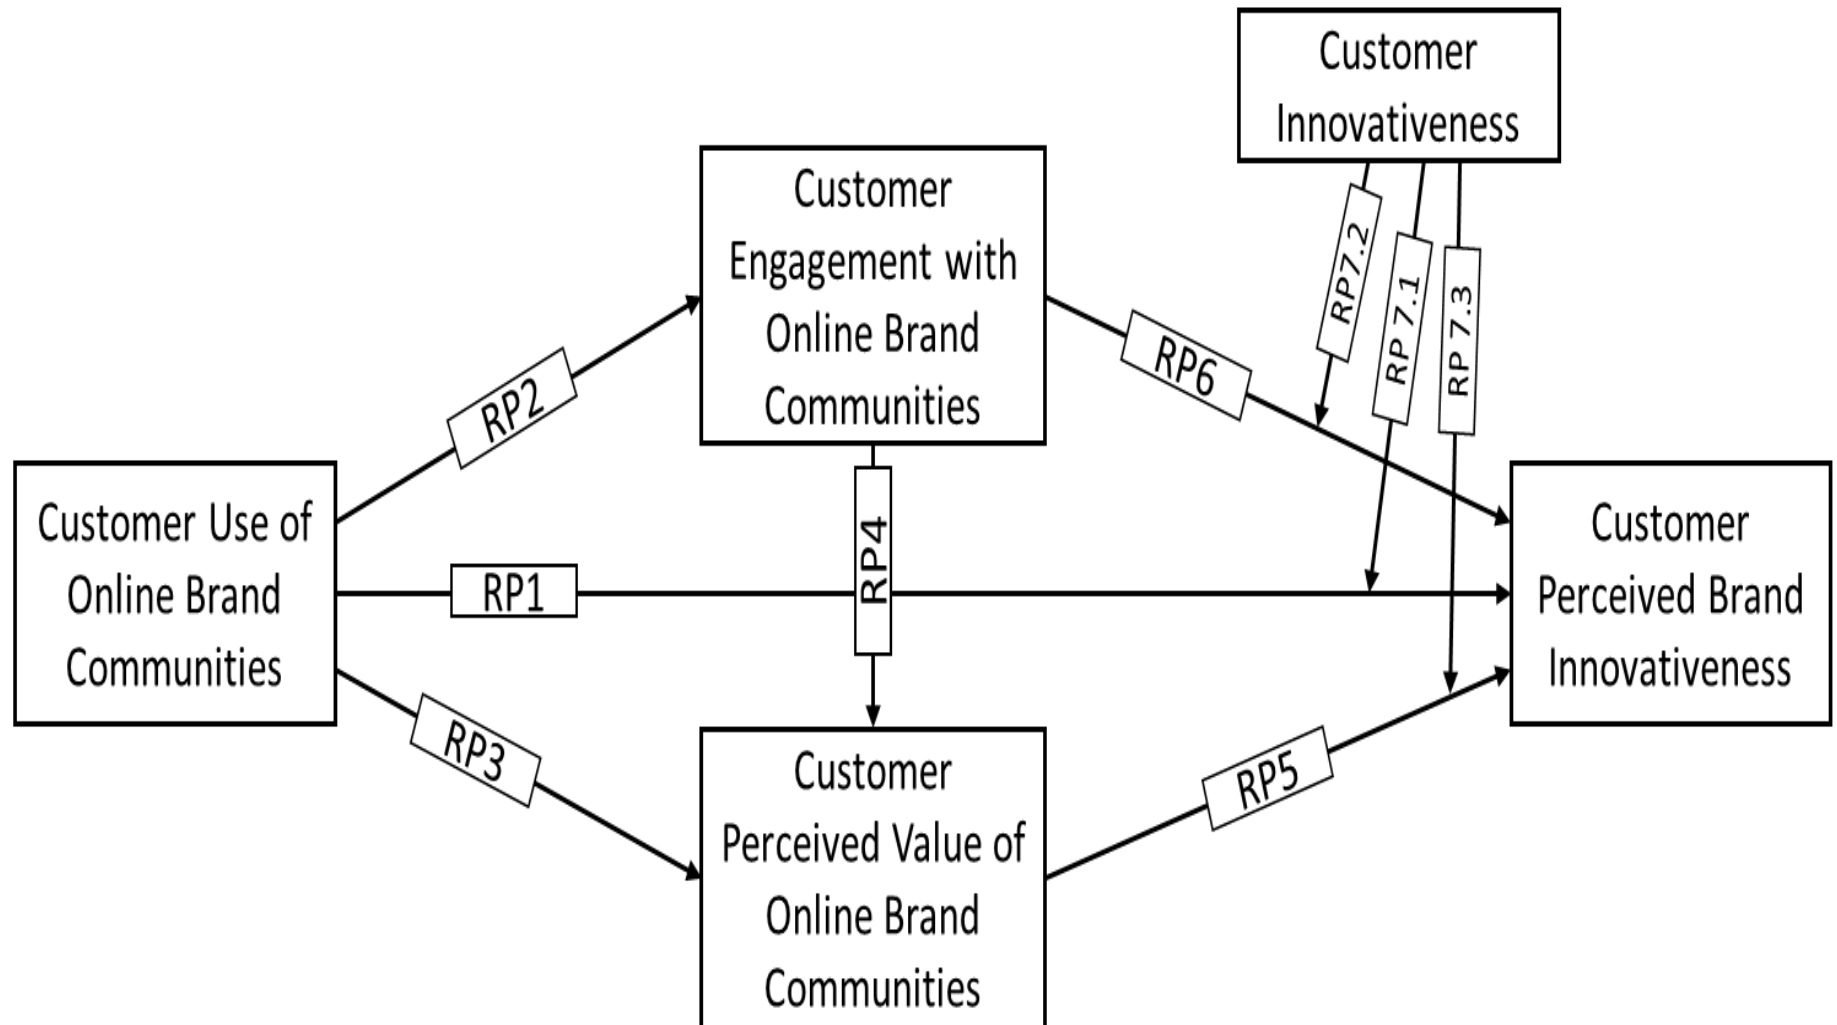 Customer
Innovativeness
Customer
Engagement with
Online Brand
Communities
RP7.2
RP 7.1
RP 7.3
RP6
RP2
Customer Use of
Online Brand
Communities
RP1
RP4
Customer
Perceived Brand
Innovativeness
RP3
RP5
Customer
Perceived Value of
Online Brand
Communities